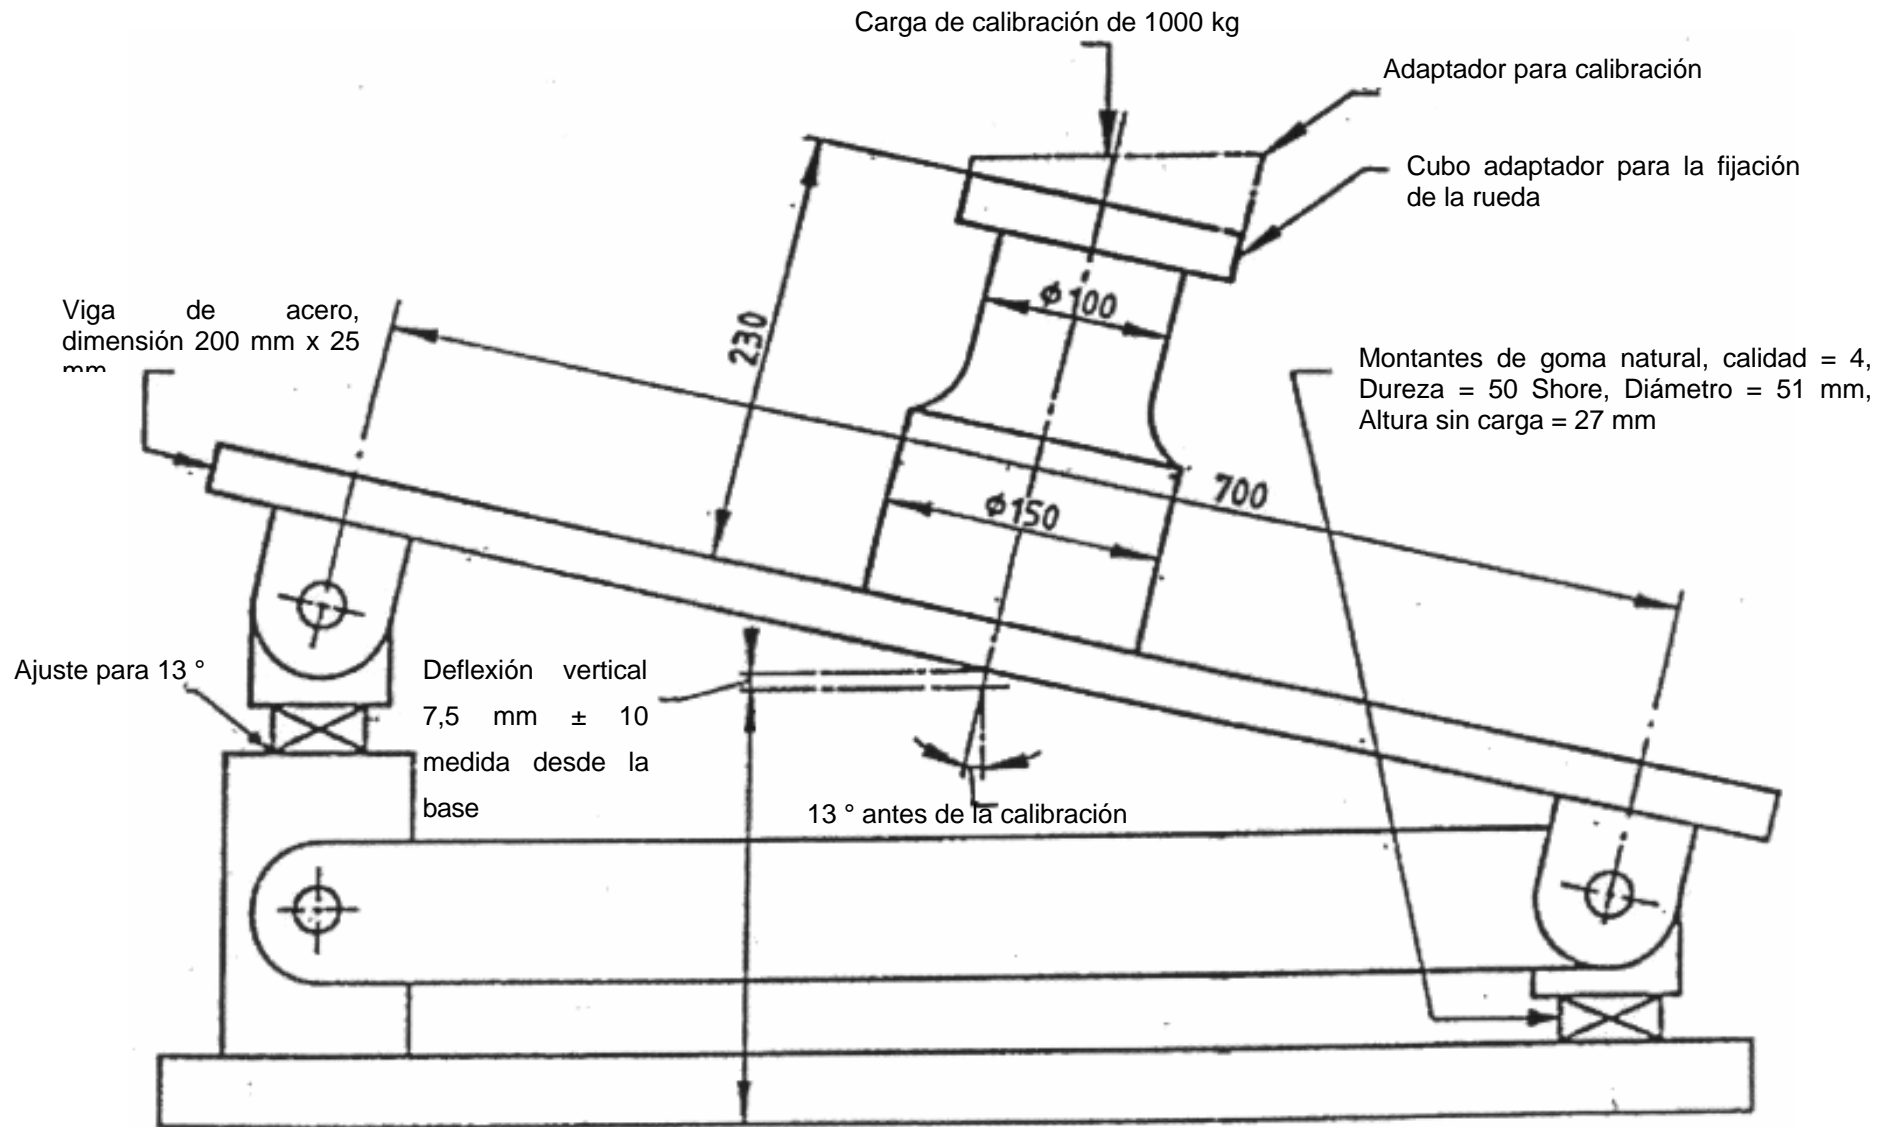 Carga de calibración de 1000 kg
Adaptador para calibración
Cubo adaptador para la fijación
de la rueda
Viga de acero,
dimensión 200 mm x 25
mm
230
ϕ 100
Montantes de goma natural, calidad = 4,
Dureza = 50 Shore, Diámetro = 51 mm,
Altura sin carga = 27 mm
700
ϕ 150
Ajuste para 13 °
Deflexión vertical
7,5 mm ± 10
medida desde la
base
13 ° antes de la calibración